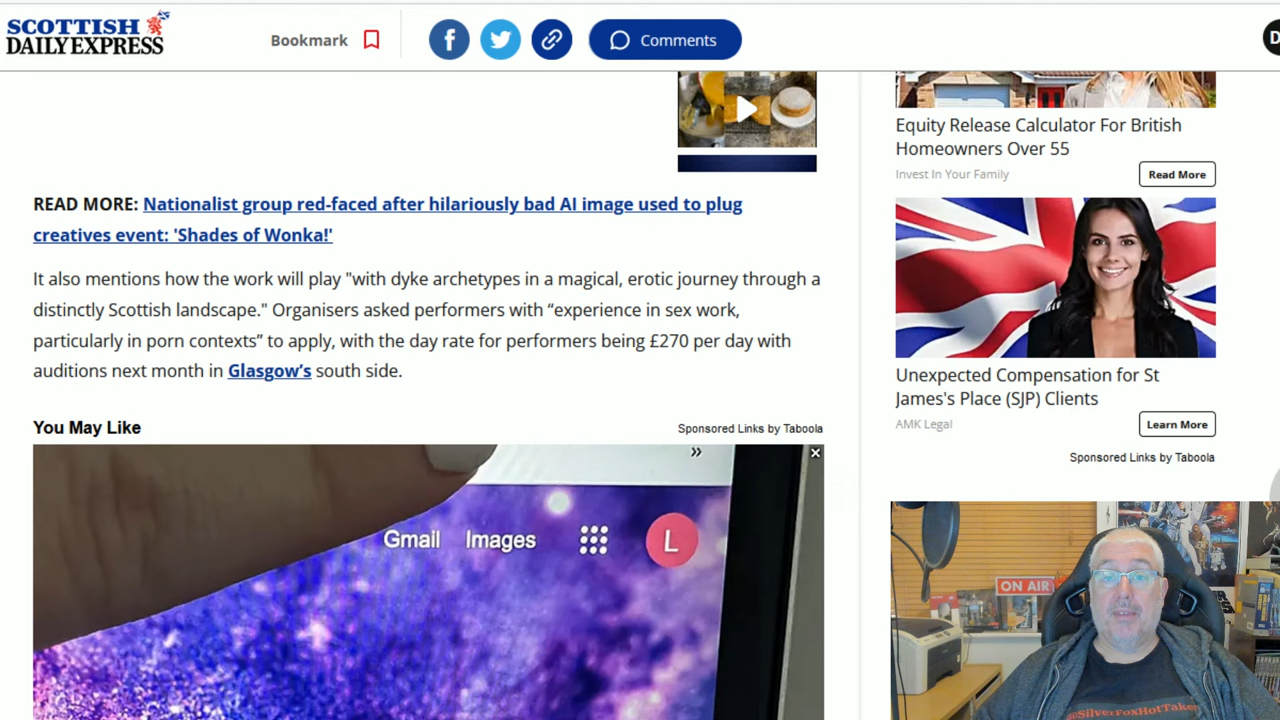 SCOTTISH
DAILY EXPRESS
Bookmark
f
Comments
D
READ MORE: Nationalist group red-faced after hilariously bad AI image used to plug
creatives event: 'Shades of Wonka!'
It also mentions how the work will play "with dyke archetypes in a magical, erotic journey through a
distinctly Scottish landscape." Organisers asked performers with “experience in sex work,
particularly in porn contexts” to apply, with the day rate for performers being £270 per day with
auditions next month in Glasgow’s south side.
You May Like
Sponsored Links by Taboola
»
Gmail Images
L
Equity Release Calculator For British
Homeowners Over 55
Invest In Your Family
Read More
Unexpected Compensation for St
James's Place (SJP) Clients
AMK Legal
Learn More
Sponsored Links by Taboola
ON AIR
@SilverFoxHotTakes